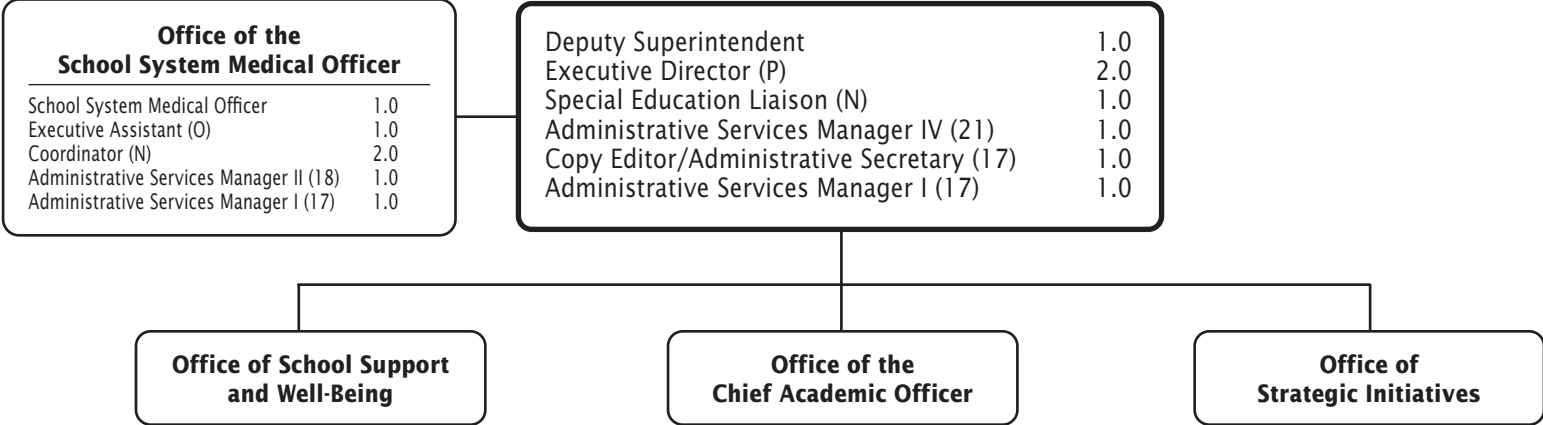 Office of the
School System Medical Officer
School System Medical Officer 1.0
Executive Assistant (O) 1.0
Coordinator (N) 2.0
Administrative Services Manager II (18) 1.0
Administrative Services Manager I (17) 1.0
Deputy Superintendent 1.0
Executive Director (P) 2.0
Special Education Liaison (N) 1.0
Administrative Services Manager IV (21) 1.0
Copy Editor/Administrative Secretary (17) 1.0
Administrative Services Manager I (17) 1.0
Office of School Support
and Well-Being
Office of the
Chief Academic Officer
Office of
Strategic Initiatives